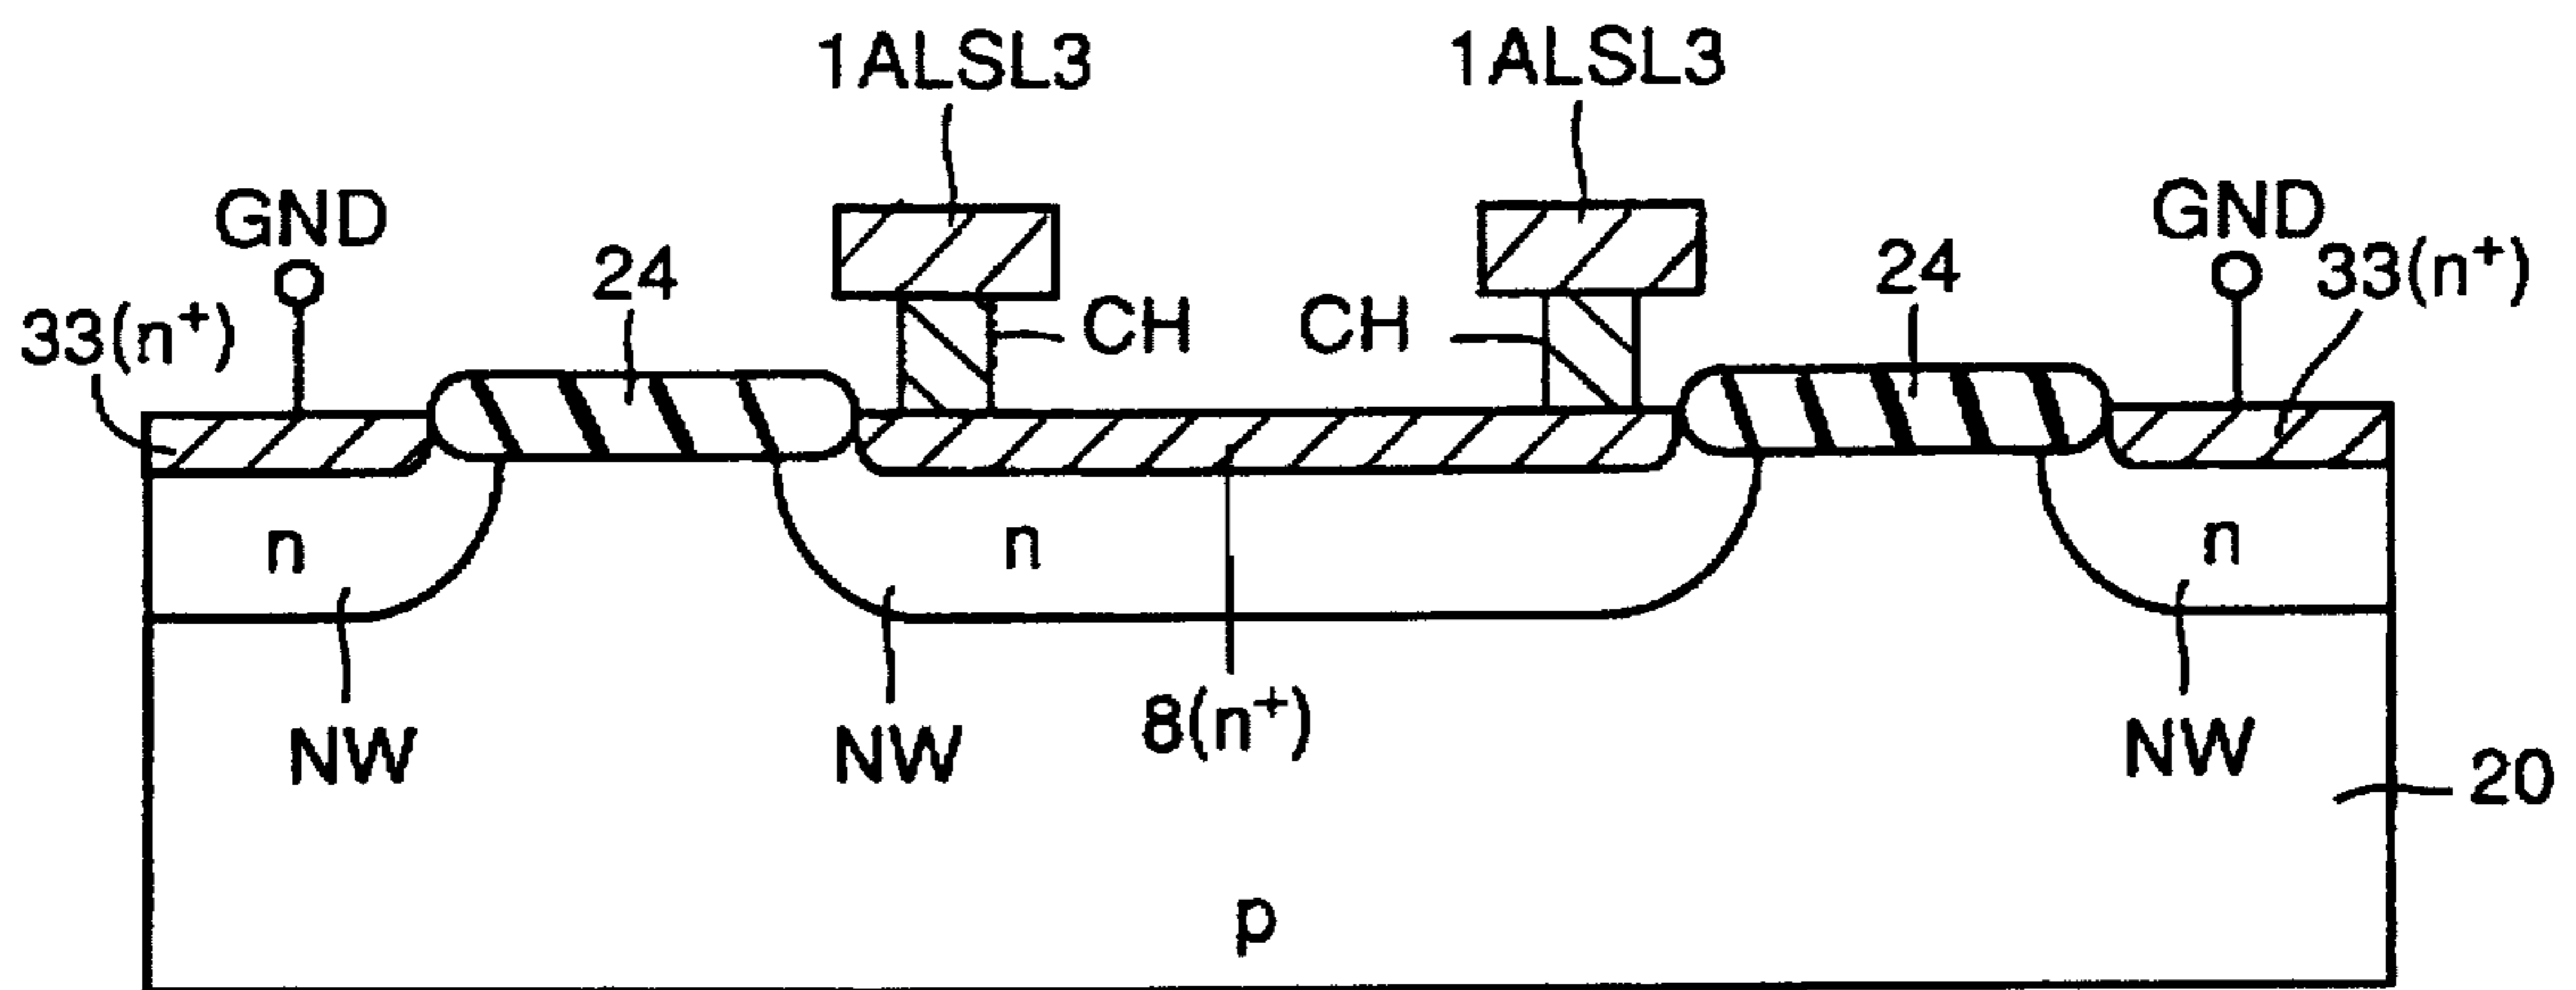 1ALSL3 1ALSL3
GND GND
24 24 33(n⁺)
33(n⁺) CH CH
n n n
NW NW 8(n⁺) NW
20
p